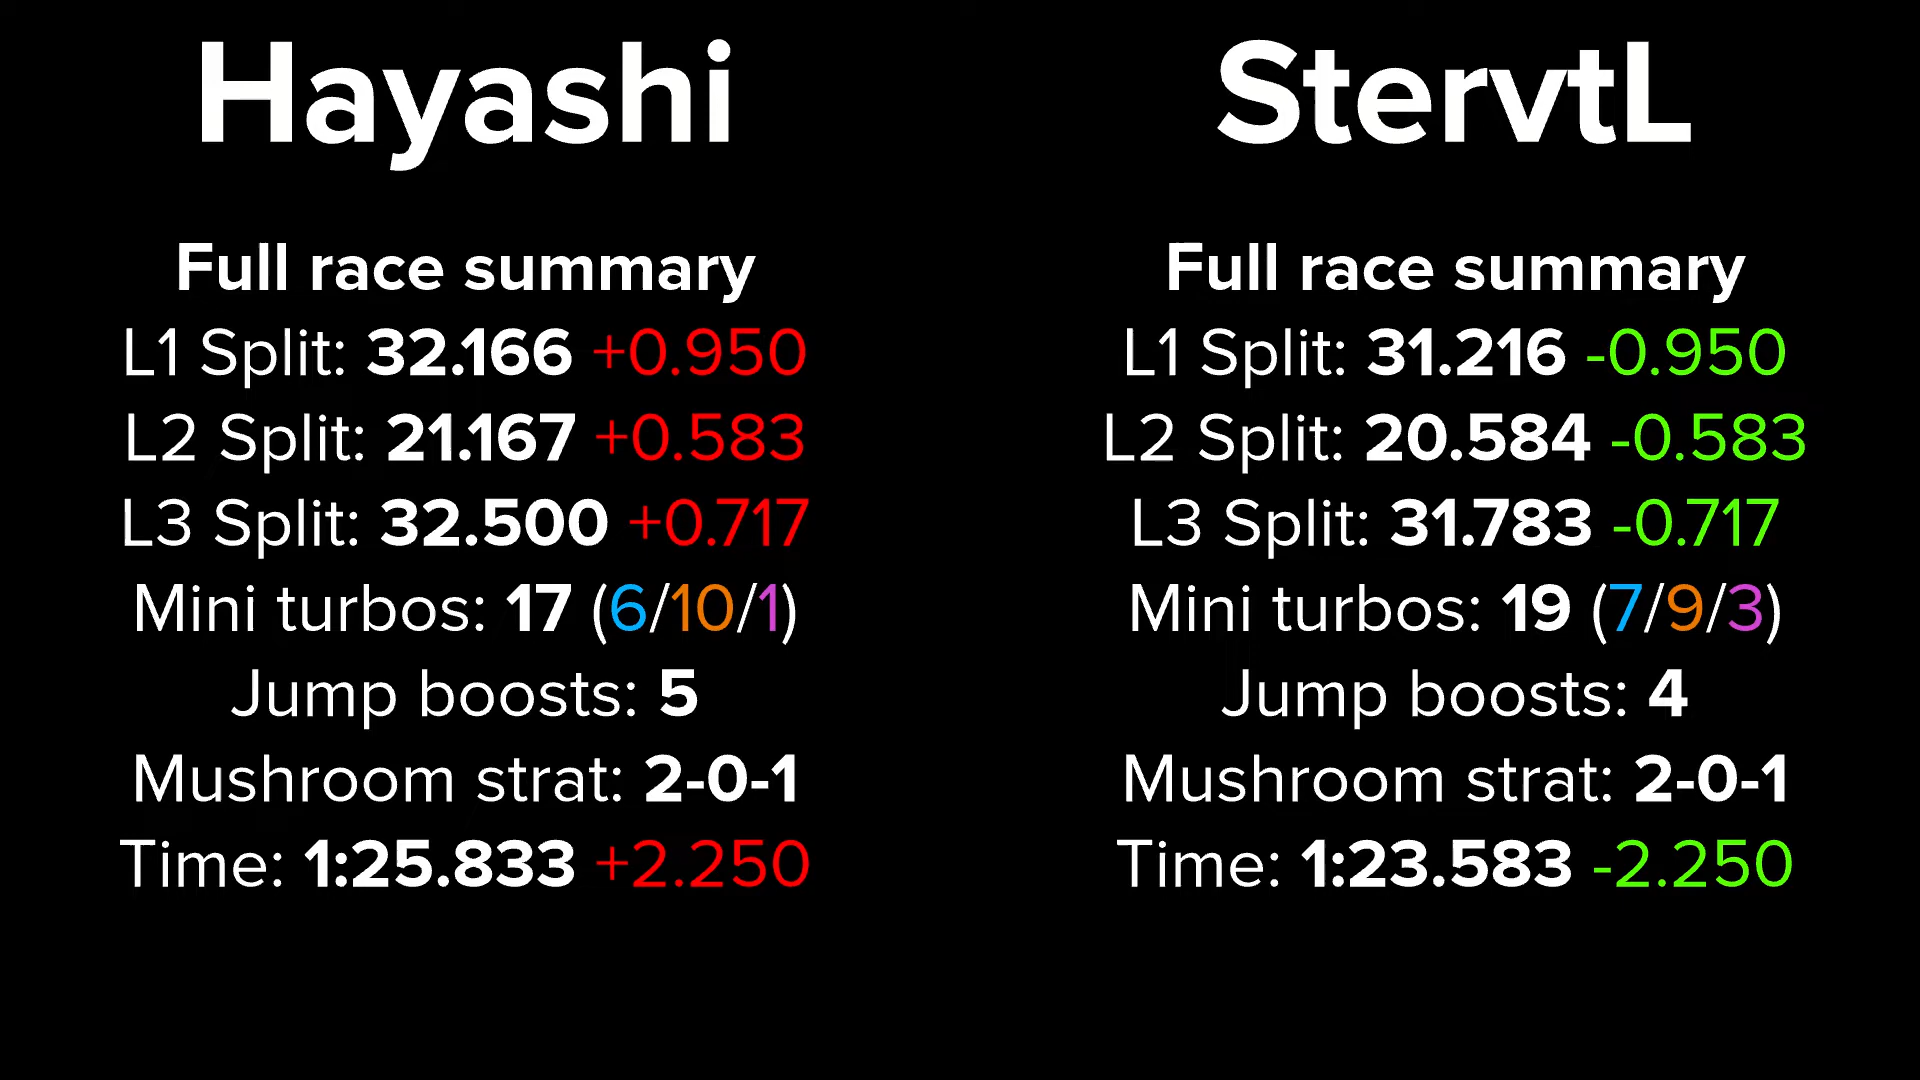 Hayashi
Full race summary
L1 Split: 32.166 +0.950
L2 Split: 21.167 +0.583
L3 Split: 32.500 +0.717
Mini turbos: 17 (6/10/1)
Jump boosts: 5
Mushroom strat: 2-0-1
Time: 1:25.833 +2.250
StervtL
Full race summary
L1 Split: 31.216 -0.950
L2 Split: 20.584 -0.583
L3 Split: 31.783 -0.717
Mini turbos: 19 (7/9/3)
Jump boosts: 4
Mushroom strat: 2-0-1
Time: 1:23.583 -2.250